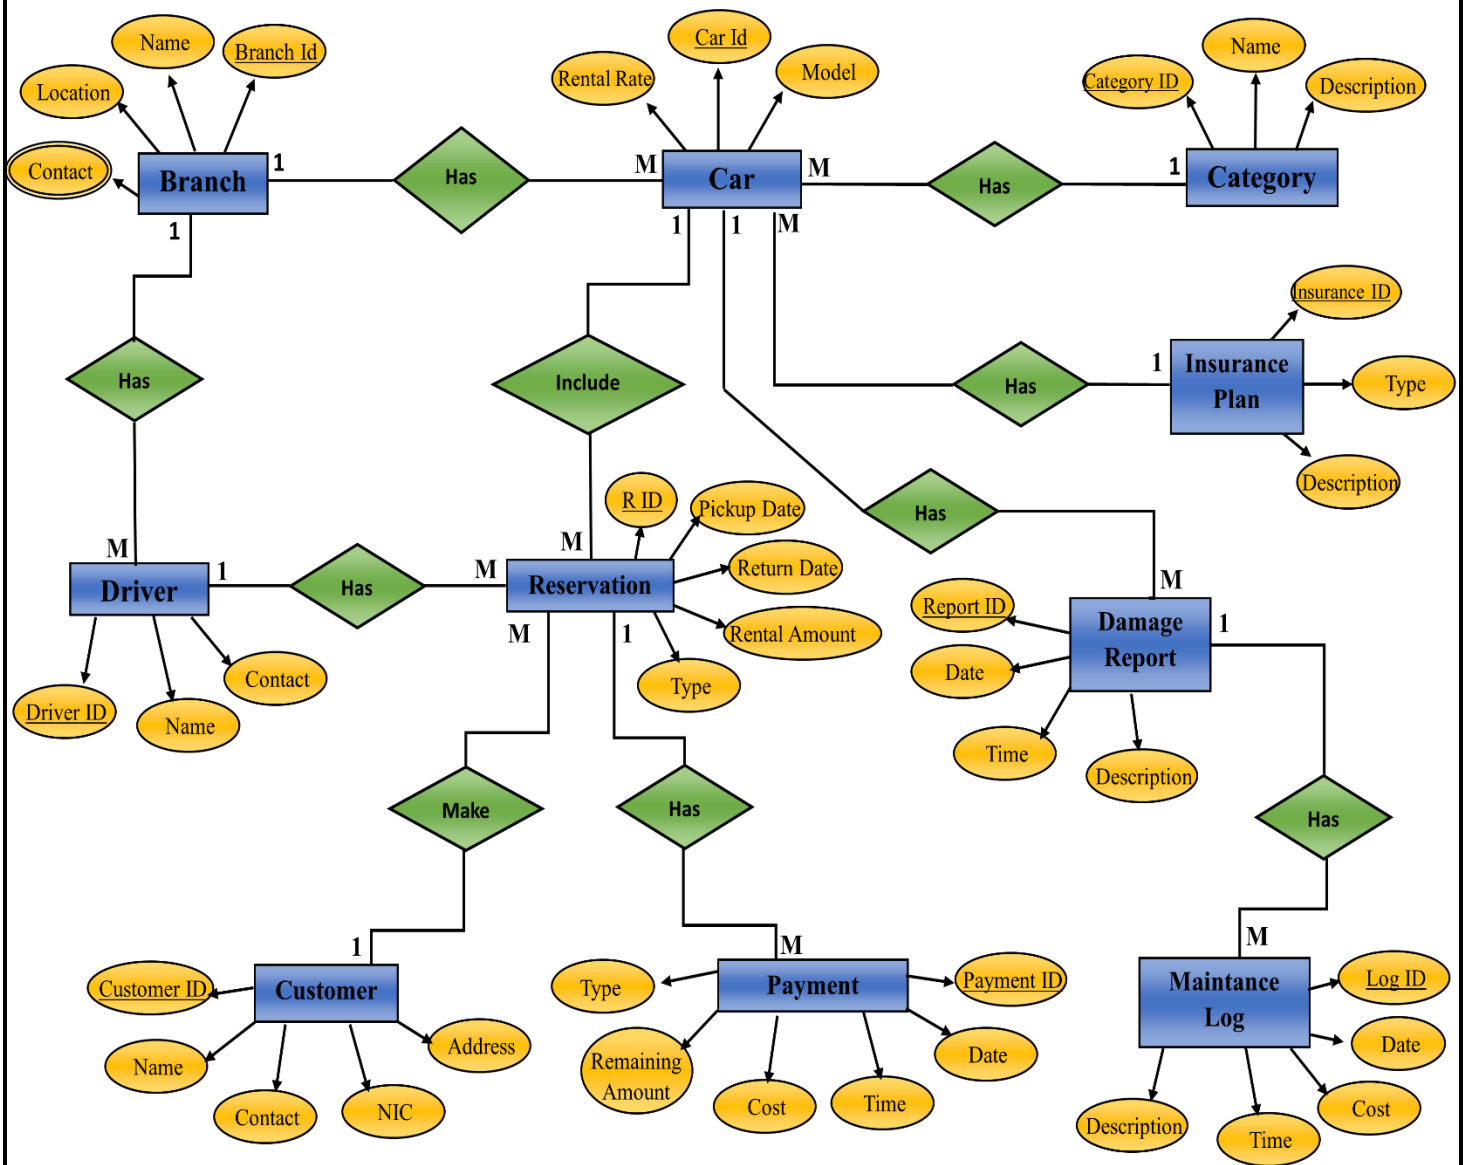 Name
Branch Id
Location
Contact
Branch
1
1
Has
M
Car Id
Rental Rate
Model
Car
M
1
1
M
Has
1
Name
Category ID
Description
Category
Has
Include
Has
1
Insurance ID
Insurance
Plan
Type
Description
M
Driver
1
Has
M
M
Reservation
M
1
R ID
Pickup Date
Return Date
Rental Amount
Type
Has
M
Report ID
Date
Time
Description
Damage
Report
1
Driver ID
Name
Contact
Make
Has
Has
1
Customer
Customer ID
Name
Contact
NIC
Address
M
Payment
Type
Remaining
Amount
Cost
Time
Date
Payment ID
M
Maintance
Log
Log ID
Date
Cost
Time
Description